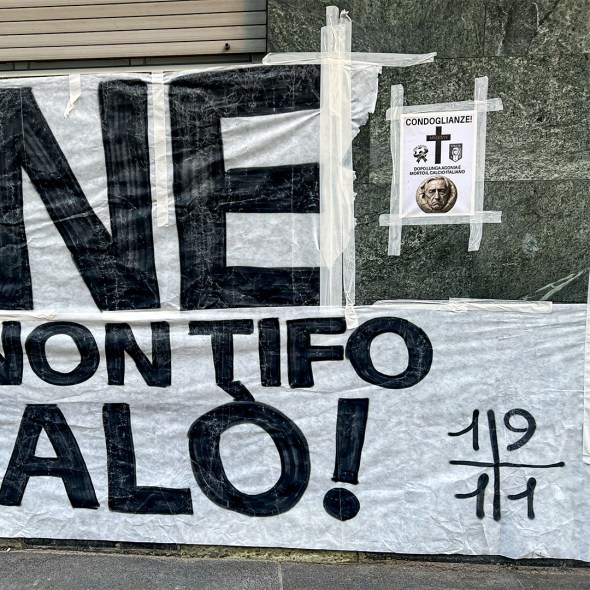 NE
CONDOGLIANZE!
DOPO LUNGA AGONIA È
MORTO IL CALCIO ITALIANO
NON TIFO
ALÒ!
19
11